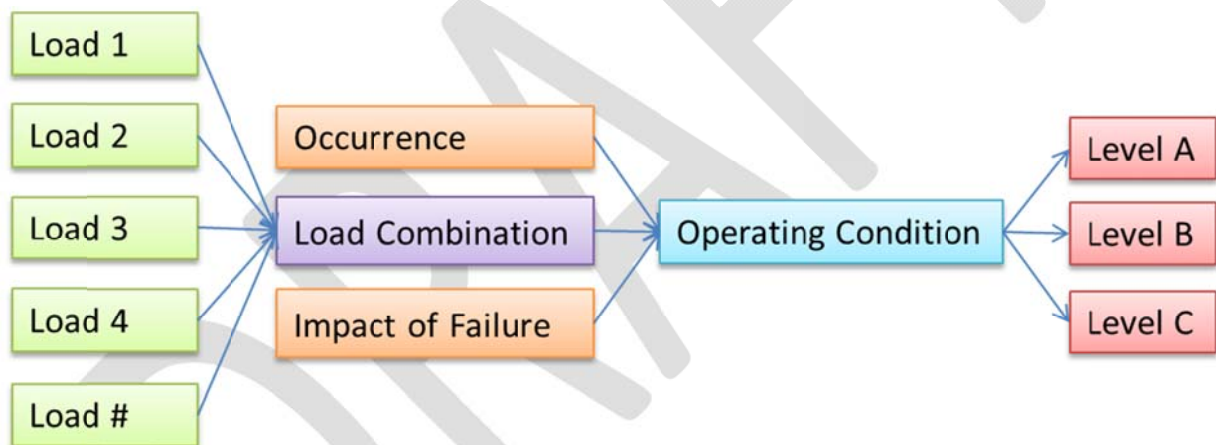 Load 1
Load 2
Load 3
Load 4
Load #
Occurrence
Load Combination
Impact of Failure
Operating Condition
Level A
Level B
Level C
DRAFT